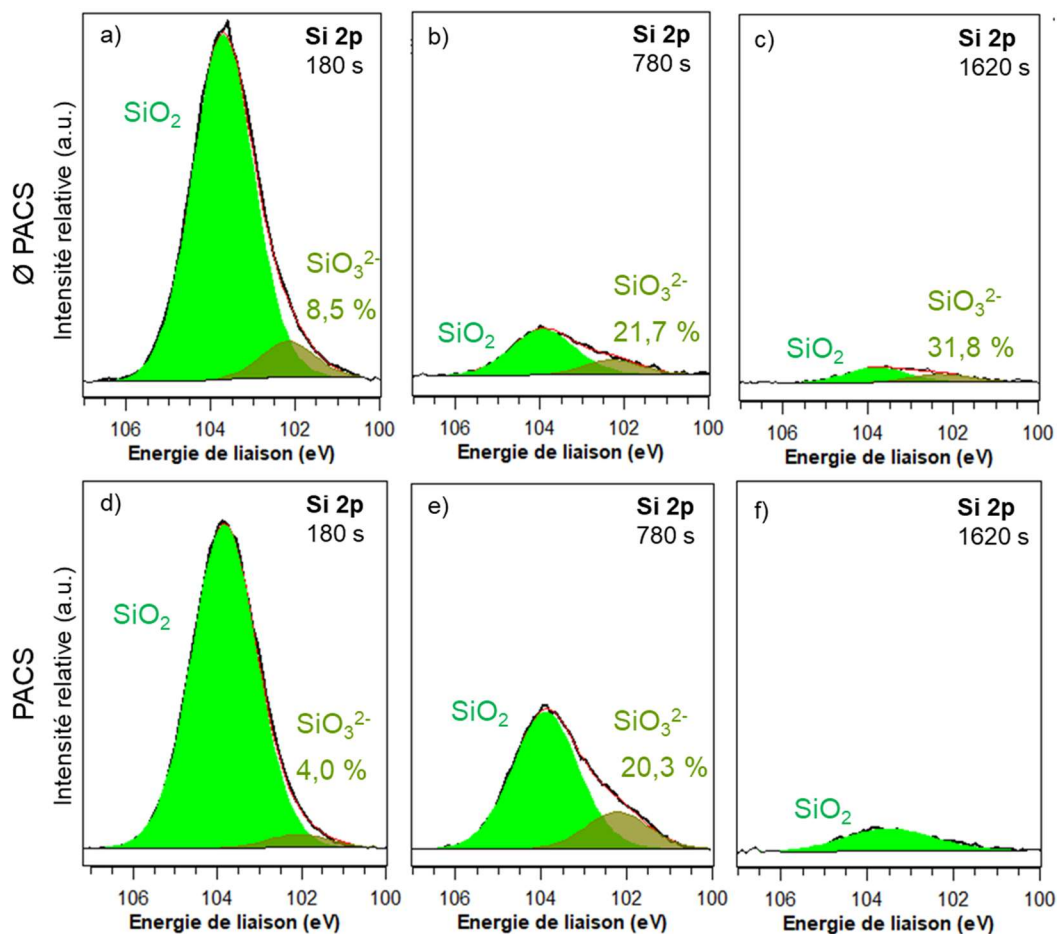 a)
Si 2p
180 s
SiO₂
SiO₃²⁻
8,5 %
106 104 102 100
Energie de liaison (eV)
b)
Si 2p
780 s
SiO₂
SiO₃²⁻
21,7 %
106 104 102 100
Energie de liaison (eV)
c)
Si 2p
1620 s
SiO₂
SiO₃²⁻
31,8 %
106 104 102 100
Energie de liaison (eV)
Ø PACS
Intensité relative (a.u.)
d)
Si 2p
180 s
SiO₂
SiO₃²⁻
4,0 %
106 104 102 100
Energie de liaison (eV)
e)
Si 2p
780 s
SiO₂
SiO₃²⁻
20,3 %
106 104 102 100
Energie de liaison (eV)
f)
Si 2p
1620 s
SiO₂
106 104 102 100
Energie de liaison (eV)
PACS
Intensité relative (a.u.)